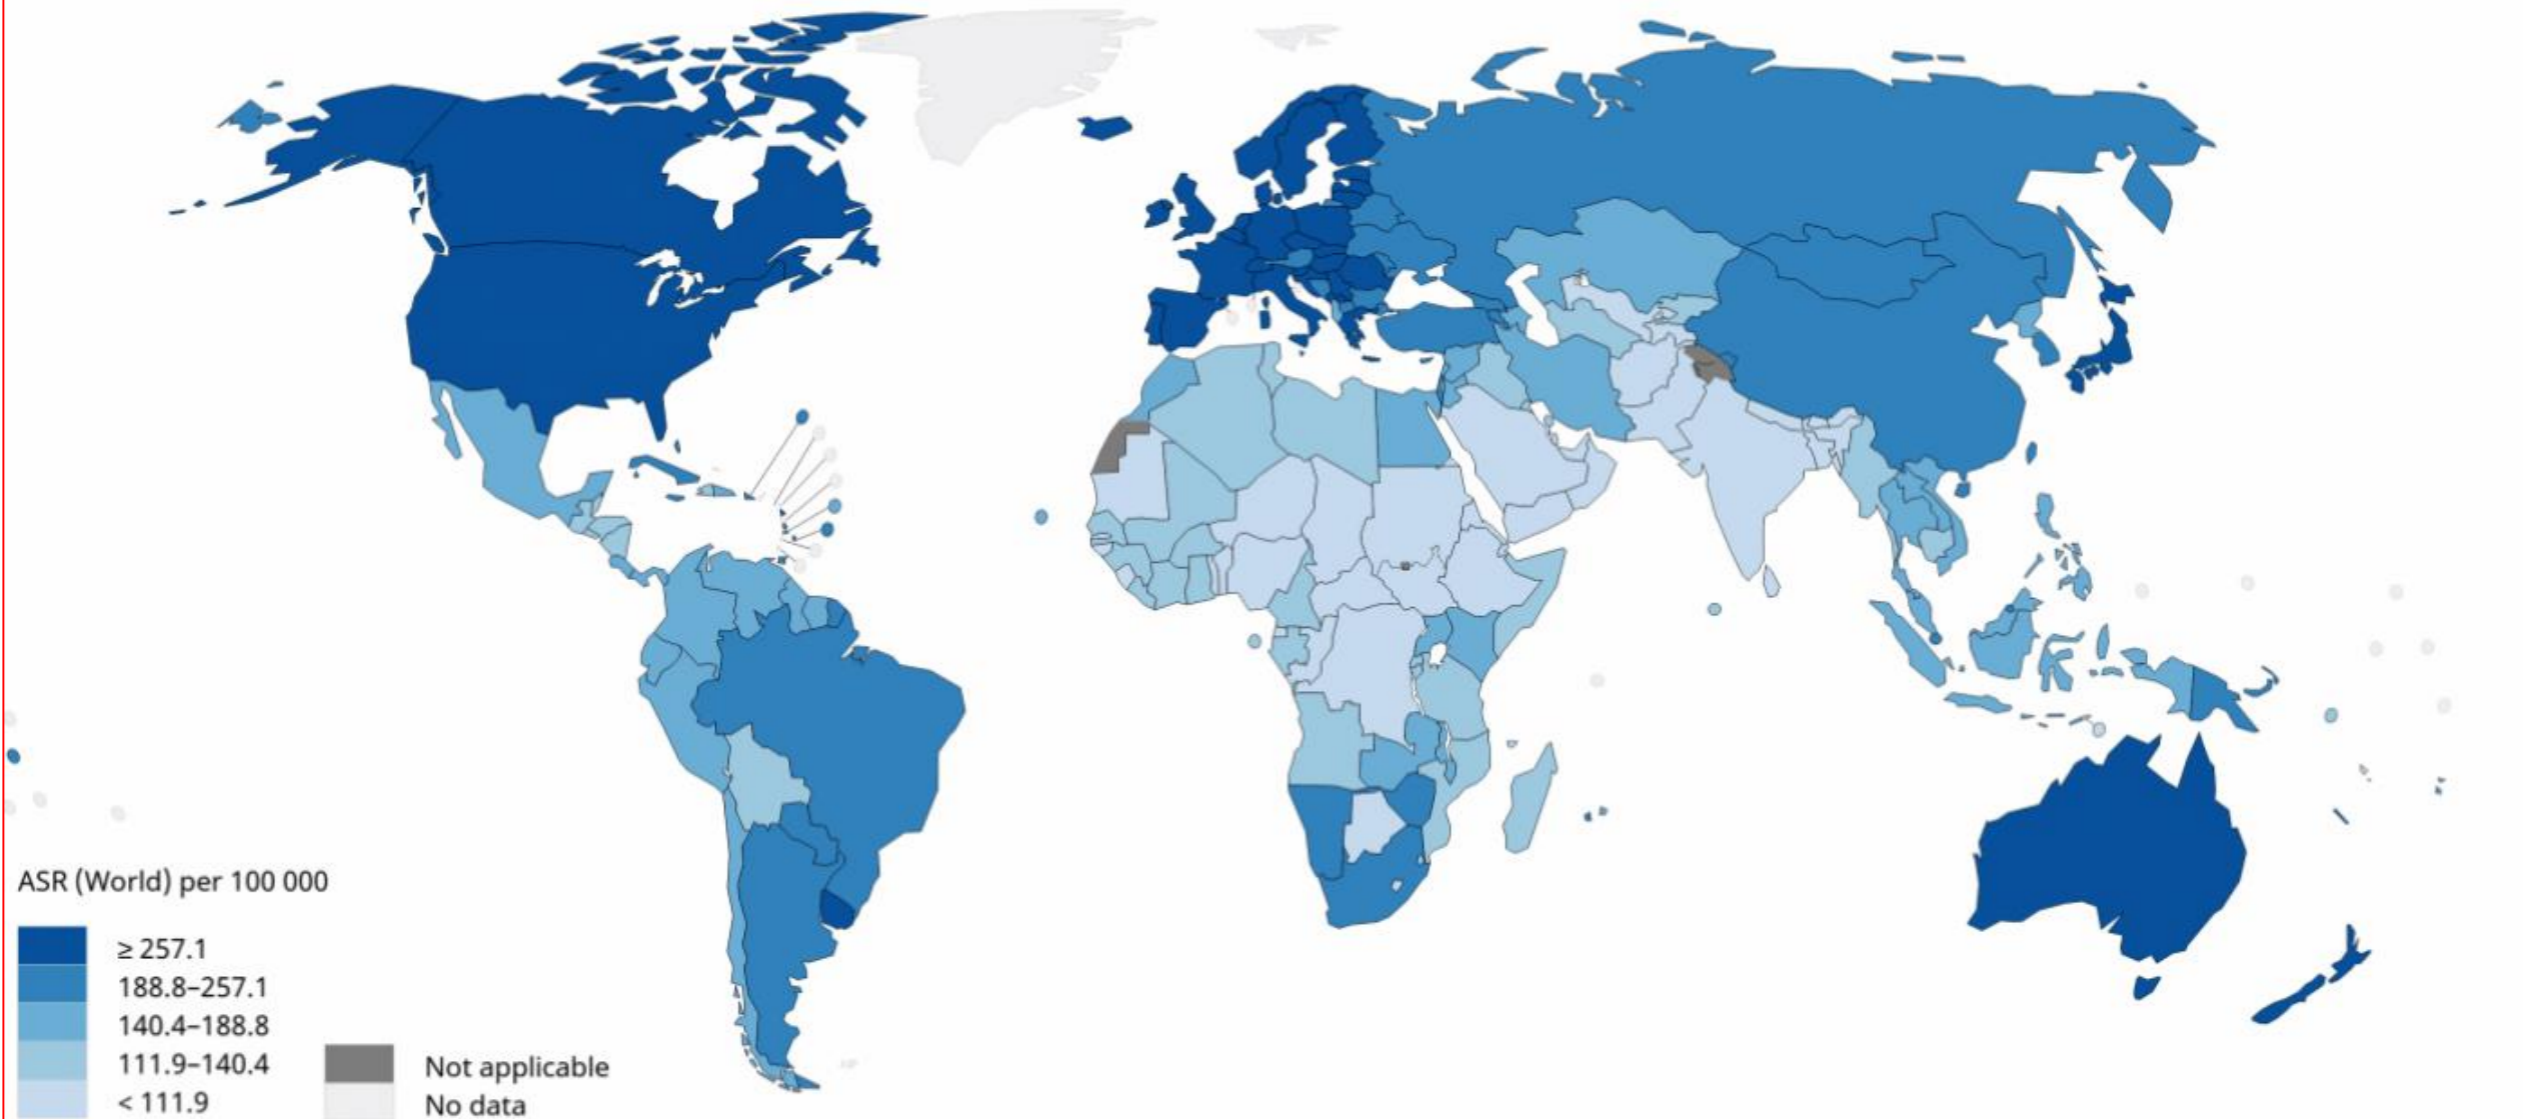 ASR (World) per 100 000
≥ 257.1
188.8–257.1
140.4–188.8
111.9–140.4
< 111.9
Not applicable
No data